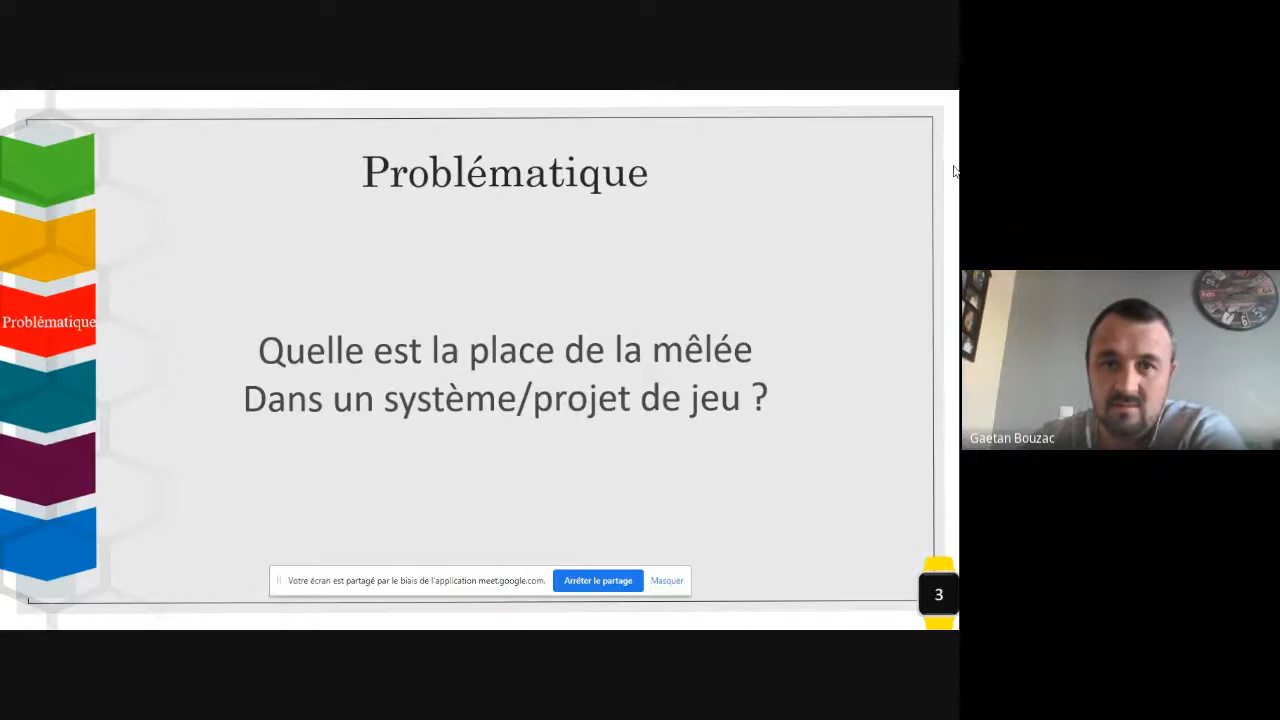 Problématique
Problématique
Quelle est la place de la mêlée
Dans un système/projet de jeu ?
Votre écran est partagé par le biais de l'application meet.google.com.
Arrêter le partage
Masquer
3
Gaetan Bouzac